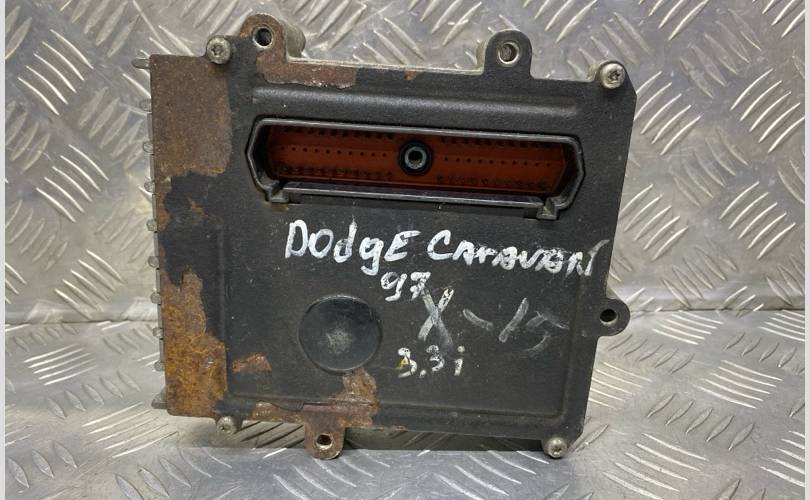 DOdgE CARAVAN
97
X-15
3.3i